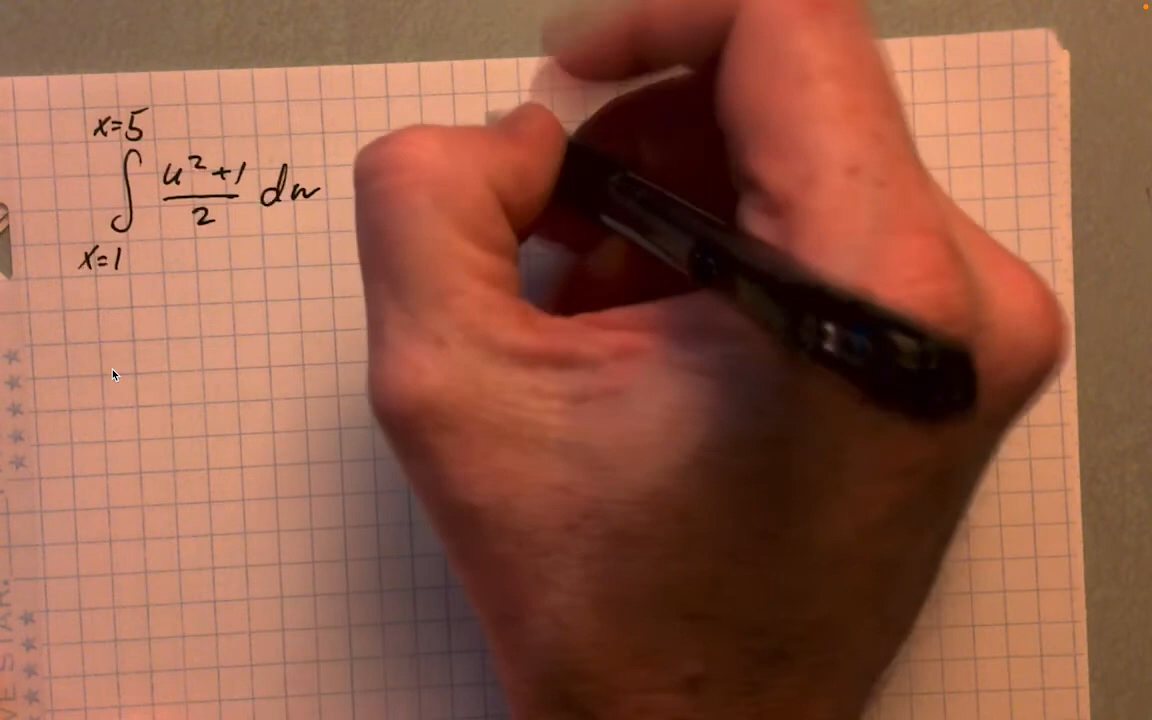 x=5
∫ (u²+1)/2 du
x=1